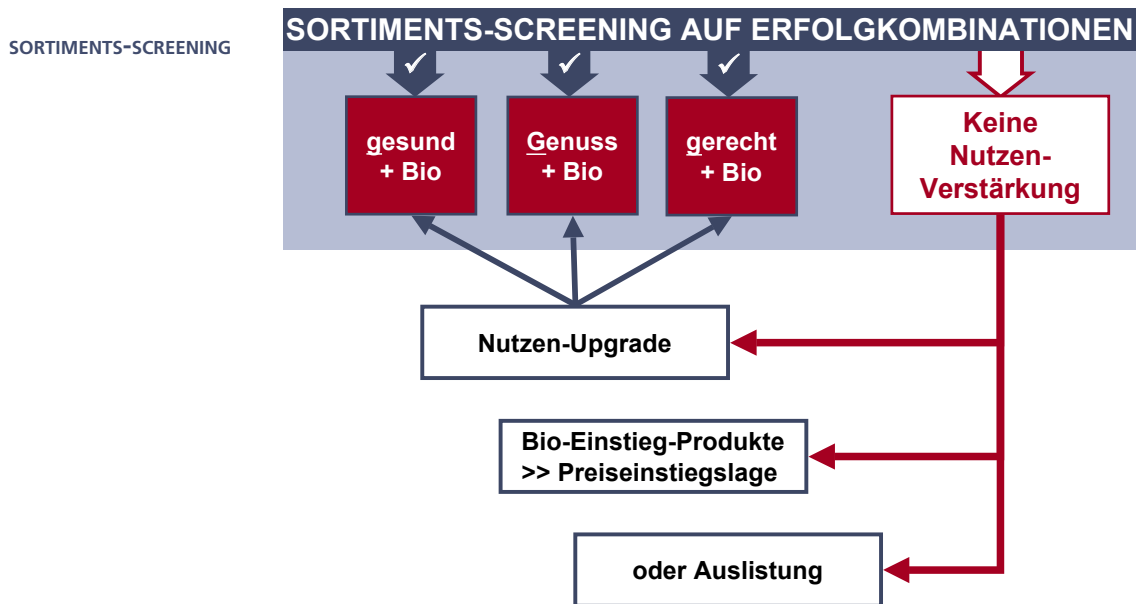 SORTIMENTS-SCREENING
SORTIMENTS-SCREENING AUF ERFOLGKOMBINATIONEN
gesund
+ Bio
Genuss
+ Bio
gerecht
+ Bio
Keine
Nutzen-
Verstärkung
Nutzen-Upgrade
Bio-Einstieg-Produkte
>> Preiseinstiegslage
oder Auslistung